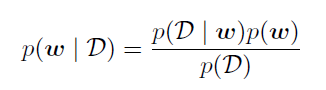 p(w | 𝒟) = p(𝒟 | w)p(w) / p(𝒟)